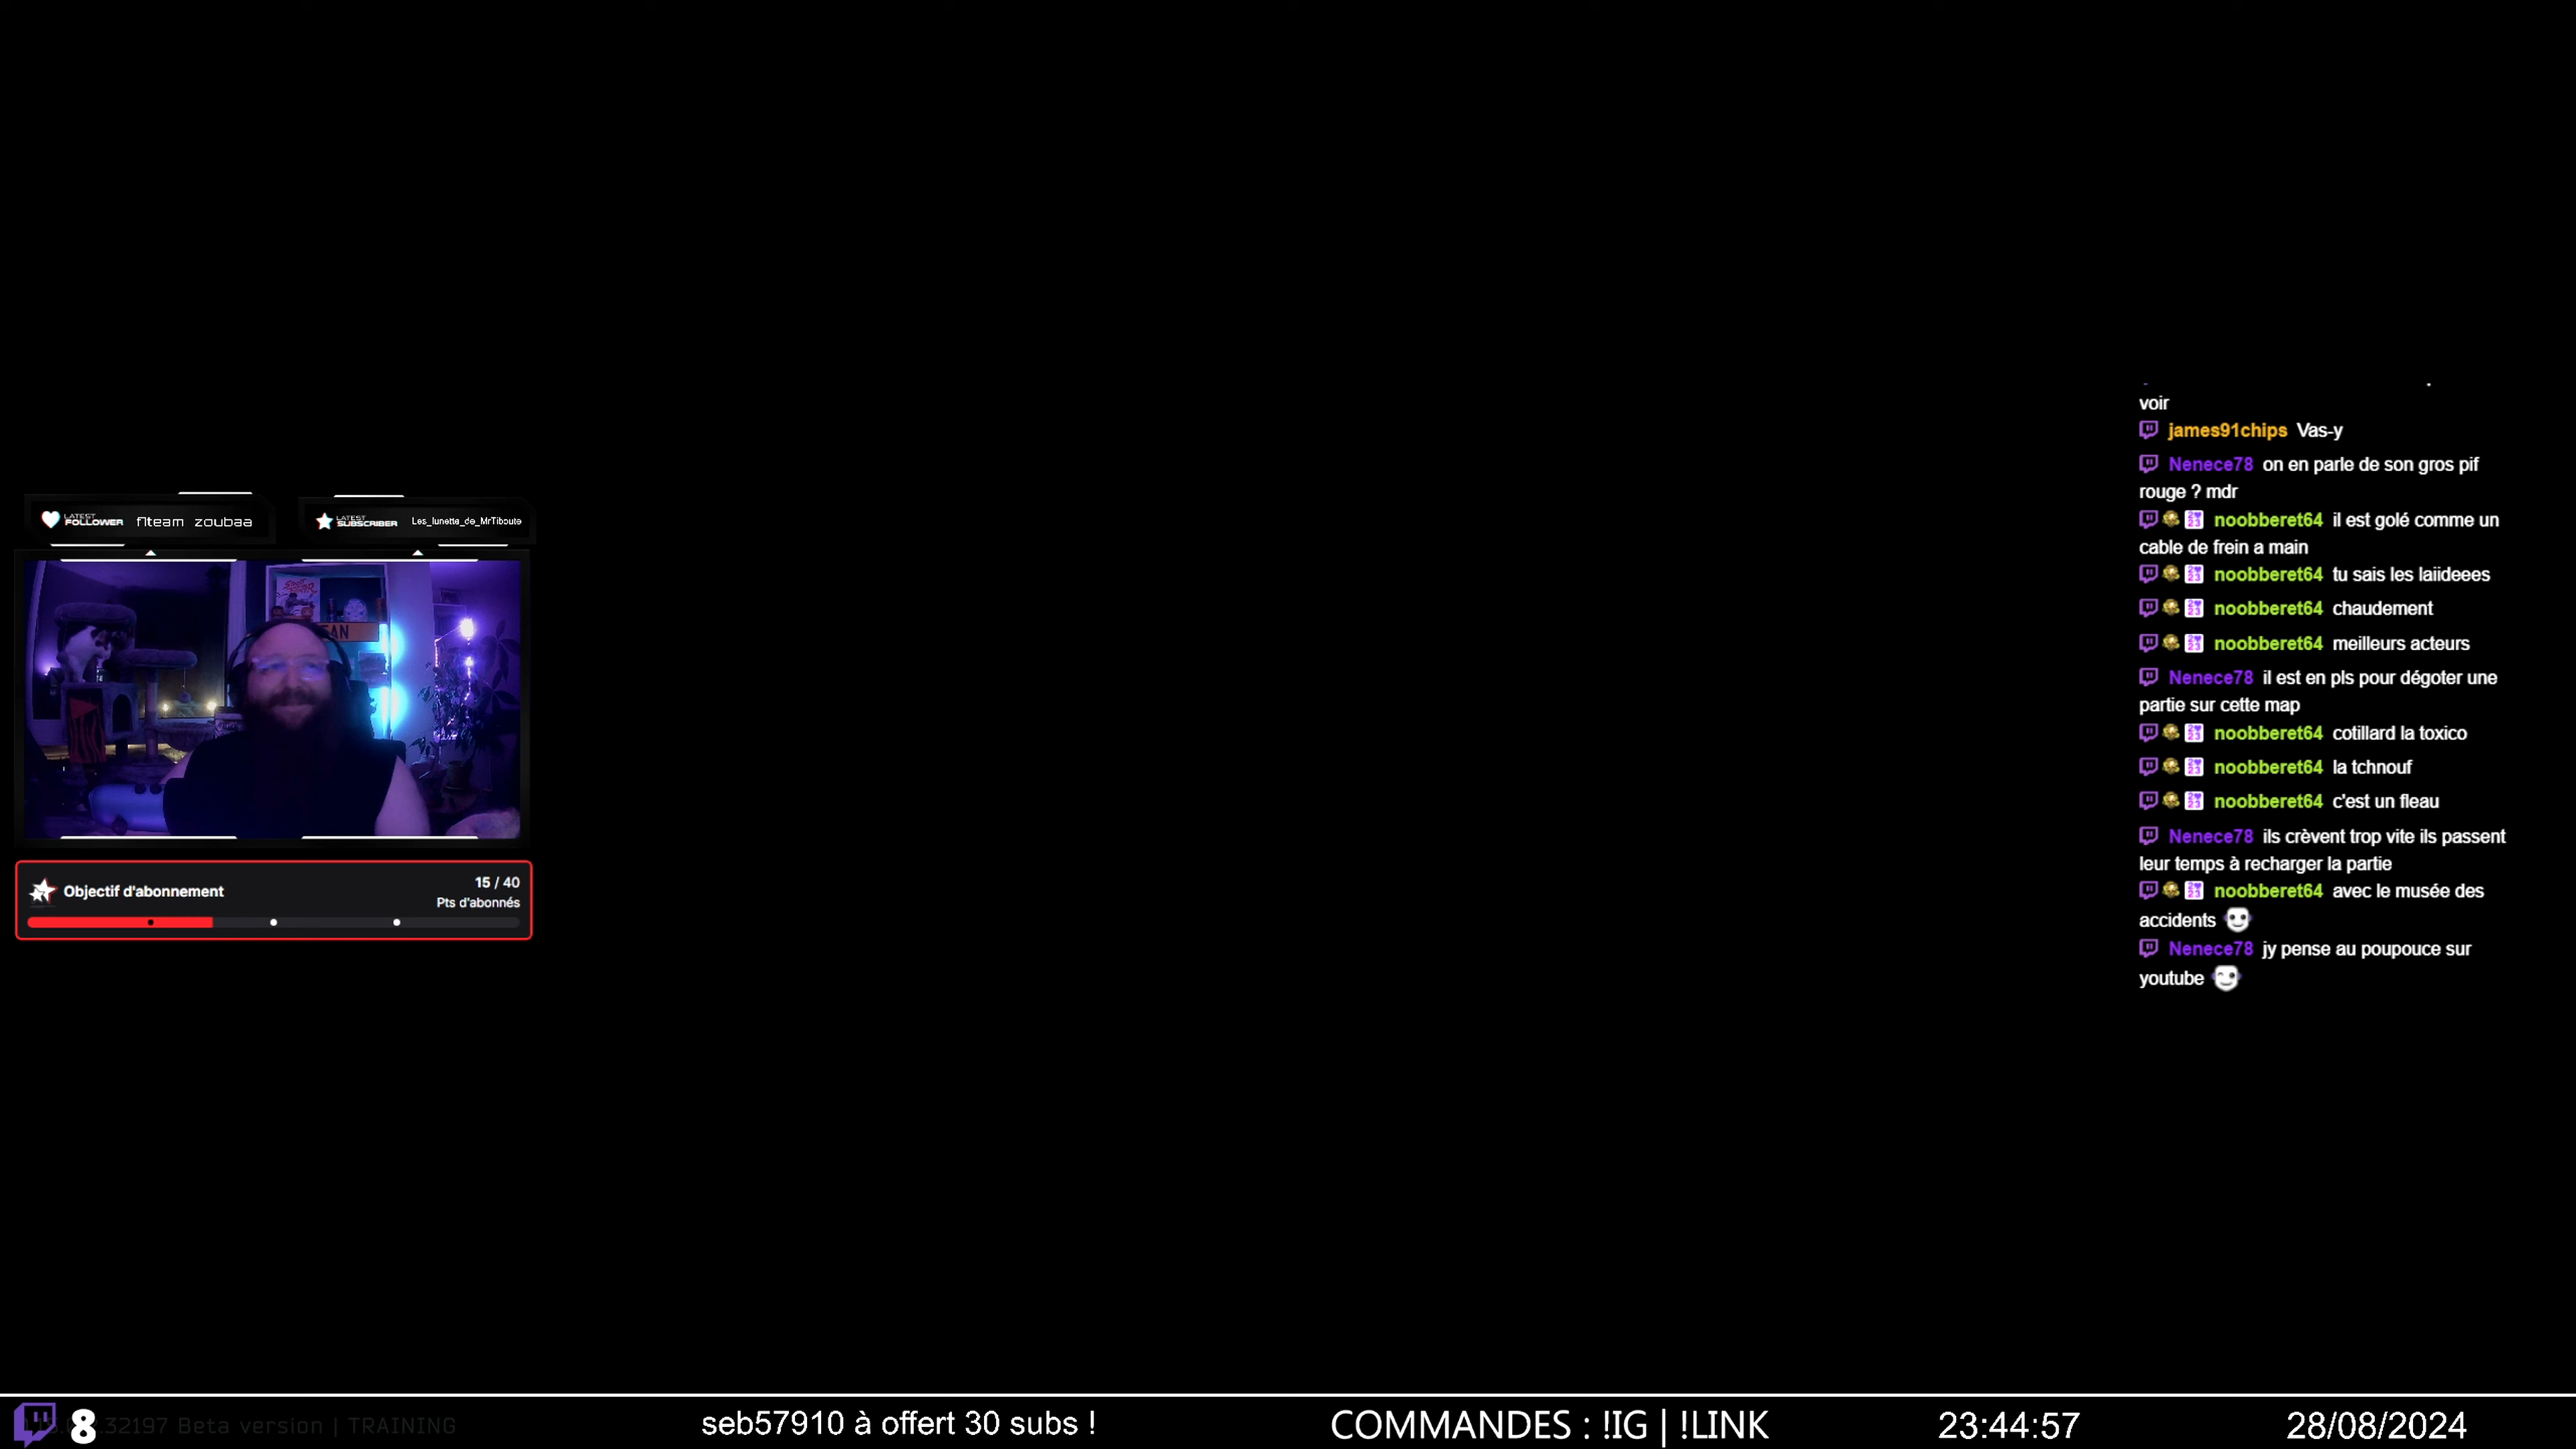 voir
james91chips Vas-y
Nenece78 on en parle de son gros pif
rouge ? mdr
noobberet64 il est golé comme un
cable de frein a main
noobberet64 tu sais les laiideees
noobberet64 chaudement
noobberet64 meilleurs acteurs
Nenece78 il est en pls pour dégoter une
partie sur cette map
noobberet64 cotillard la toxico
noobberet64 la tchnouf
noobberet64 c'est un fleau
Nenece78 ils crèvent trop vite ils passent
leur temps à recharger la partie
noobberet64 avec le musée des
accidents
Nenece78 jy pense au poupouce sur
youtube
LATEST
FOLLOWER
Ateam zoubaa
LATEST
SUBSCRIBER
Les_lunette_de_MrTiboute
Objectif d'abonnement
15 / 40
Pts d'abonnés
8
.32197 Beta version | TRAINING
seb57910 à offert 30 subs !
COMMANDES : !IG | !LINK
23:44:57
28/08/2024